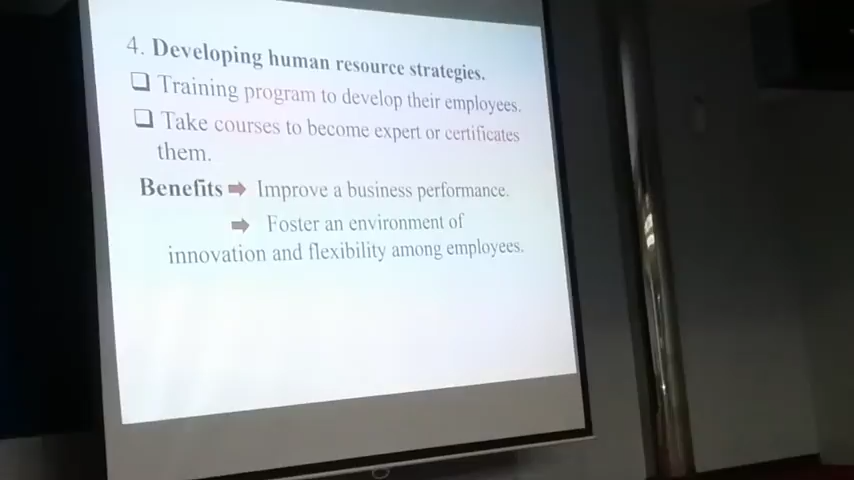 4. Developing human resource strategies.
❑ Training program to develop their employees.
❑ Take courses to become expert or certificates
them.
Benefits ➡ Improve a business performance.
➡ Foster an environment of
innovation and flexibility among employees.